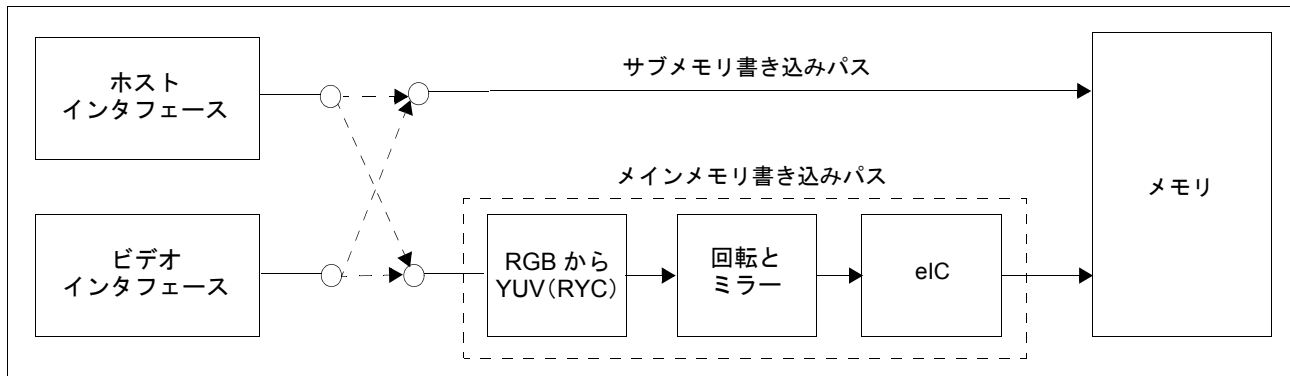 ホスト
インタフェース
サブメモリ書き込みパス
メモリ
メインメモリ書き込みパス
ビデオ
インタフェース
RGB から
YUV(RYC)
回転と
ミラー
eIC